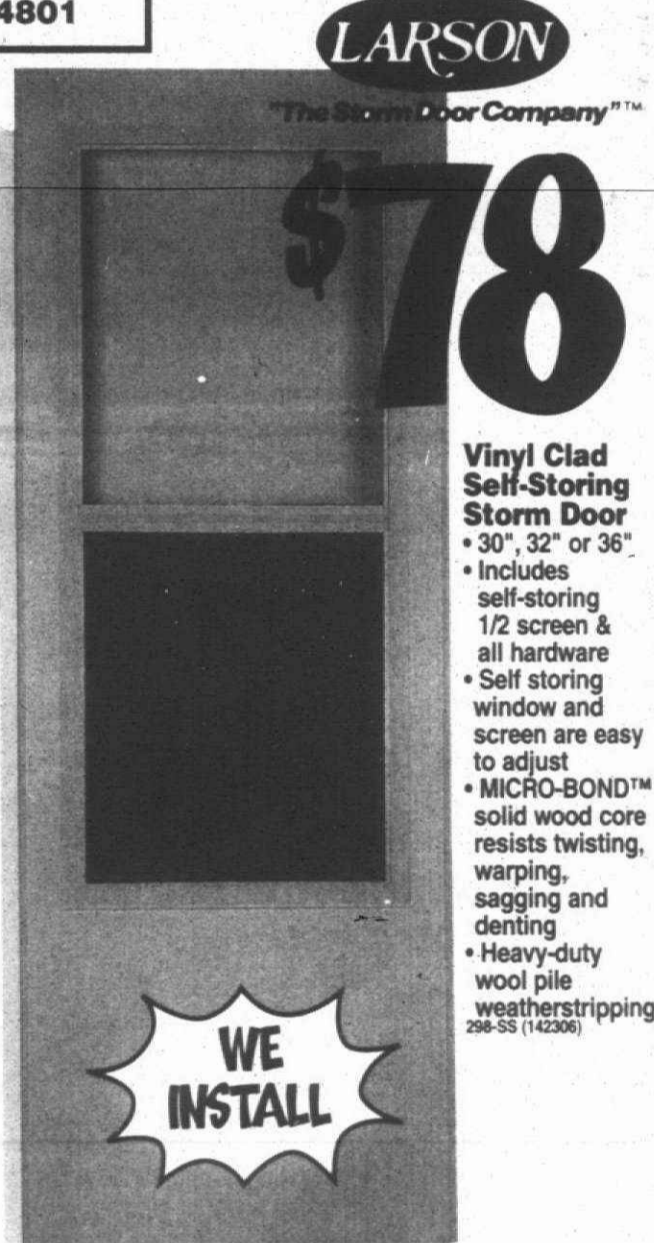 4801
LARSON
"The Storm Door Company"™
$78
Vinyl Clad
Self-Storing
Storm Door
• 30", 32" or 36"
• Includes
self-storing
1/2 screen &
all hardware
• Self storing
window and
screen are easy
to adjust
• MICRO-BOND™
solid wood core
resists twisting,
warping,
sagging and
denting
• Heavy-duty
wool pile
weatherstripping
298-SS (142306)
WE
INSTALL